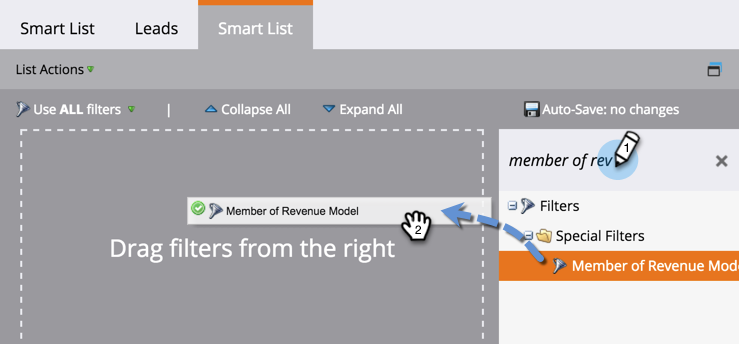 Smart List Leads Smart List
List Actions
Use ALL filters | Collapse All Expand All Auto-Save: no changes
member of rev 1
Filters
Member of Revenue Model
2
Special Filters
Drag filters from the right
Member of Revenue Mode